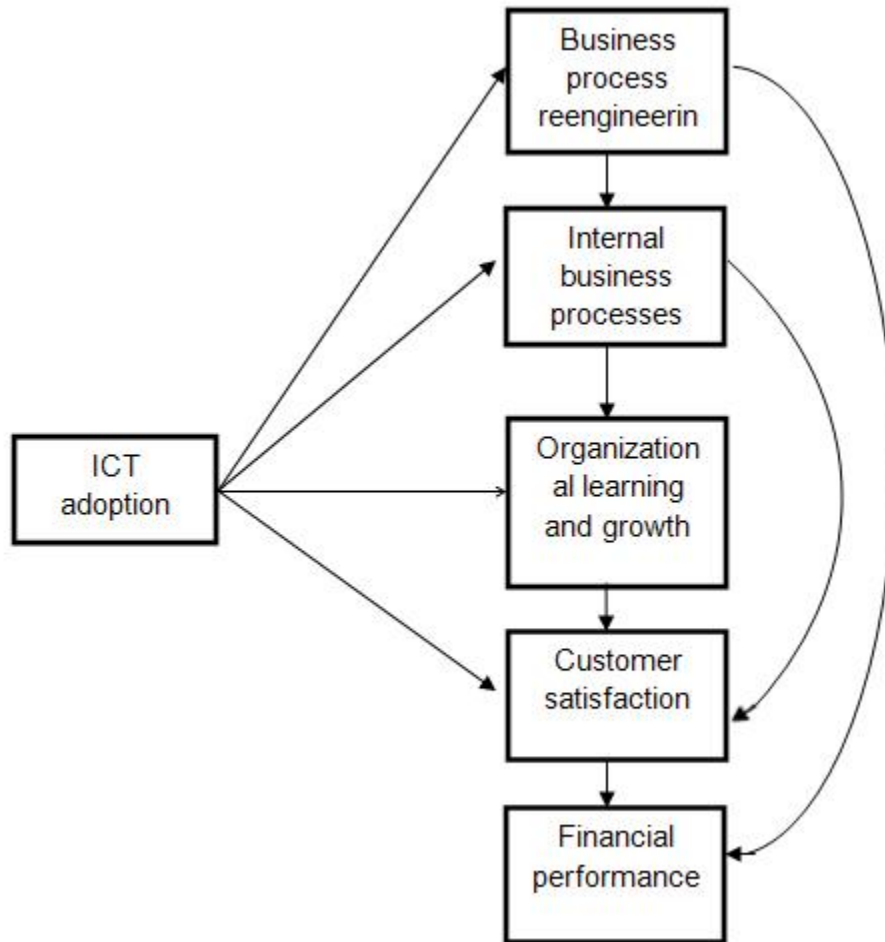 Business
process
reengineerin
Internal
business
processes
ICT
adoption
Organization
al learning
and growth
Customer
satisfaction
Financial
performance